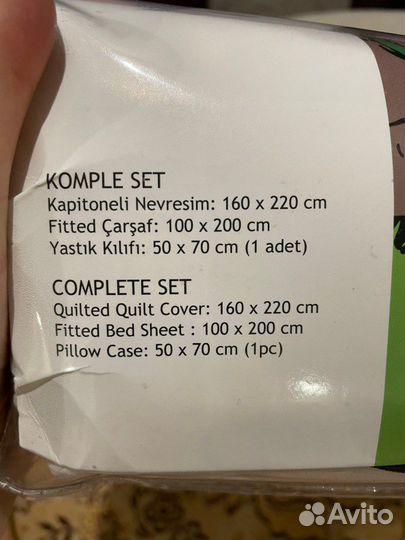 KOMPLE SET
Kapitoneli Nevresim: 160 x 220 cm
Fitted Çarşaf: 100 x 200 cm
Yastık Kılıfı: 50 x 70 cm (1 adet)
COMPLETE SET
Quilted Quilt Cover: 160 x 220 cm
Fitted Bed Sheet : 100 x 200 cm
Pillow Case: 50 x 70 cm (1pc)
Avito